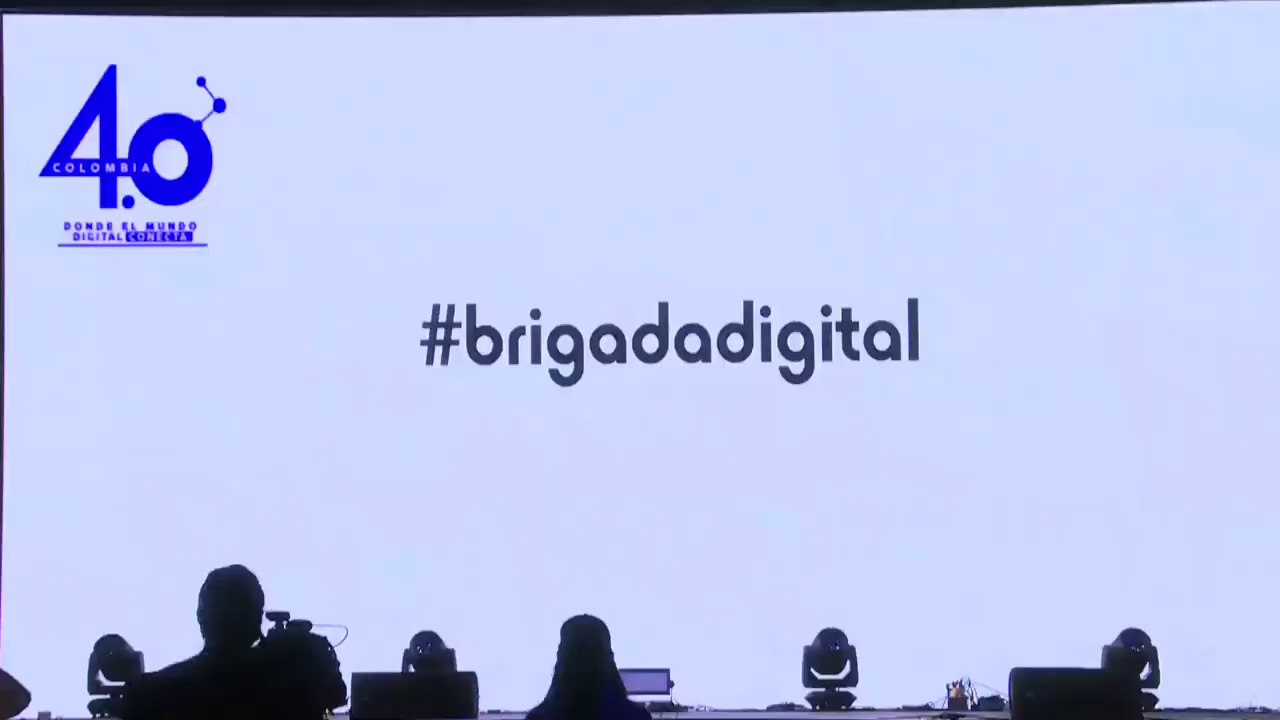 4.0
COLOMBIA
DONDE EL MUNDO
DIGITAL CONECTA
#brigadadigital